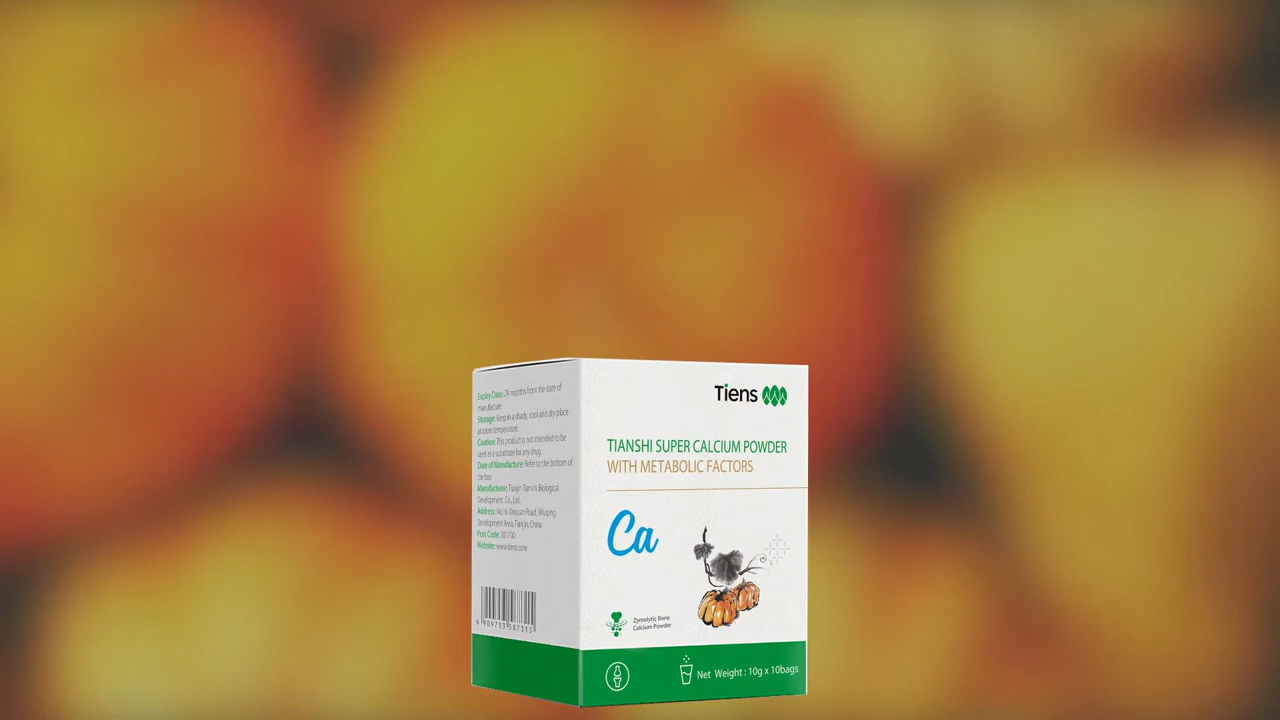 Expiry Date: 24 months from the date of
manufacture
Storage: Keep in a shady, cool and dry place
at room temperature.
Caution: This product is not intended to be
used as a substitute for any drug.
Date of Manufacture: Refer to the bottom of
the box.
Manufacturer: Tianjin Tianshi Biological
Development Co., Ltd.
Address: No.16 Xinyuan Road, Wuqing
Development Area, Tianjin, China
Post Code: 301700
Website: www.tiens.com
Tiens
TIANSHI SUPER CALCIUM POWDER
WITH METABOLIC FACTORS
Ca
Zymolytic Bone
Calcium Powder
Net Weight : 10g x 10bags